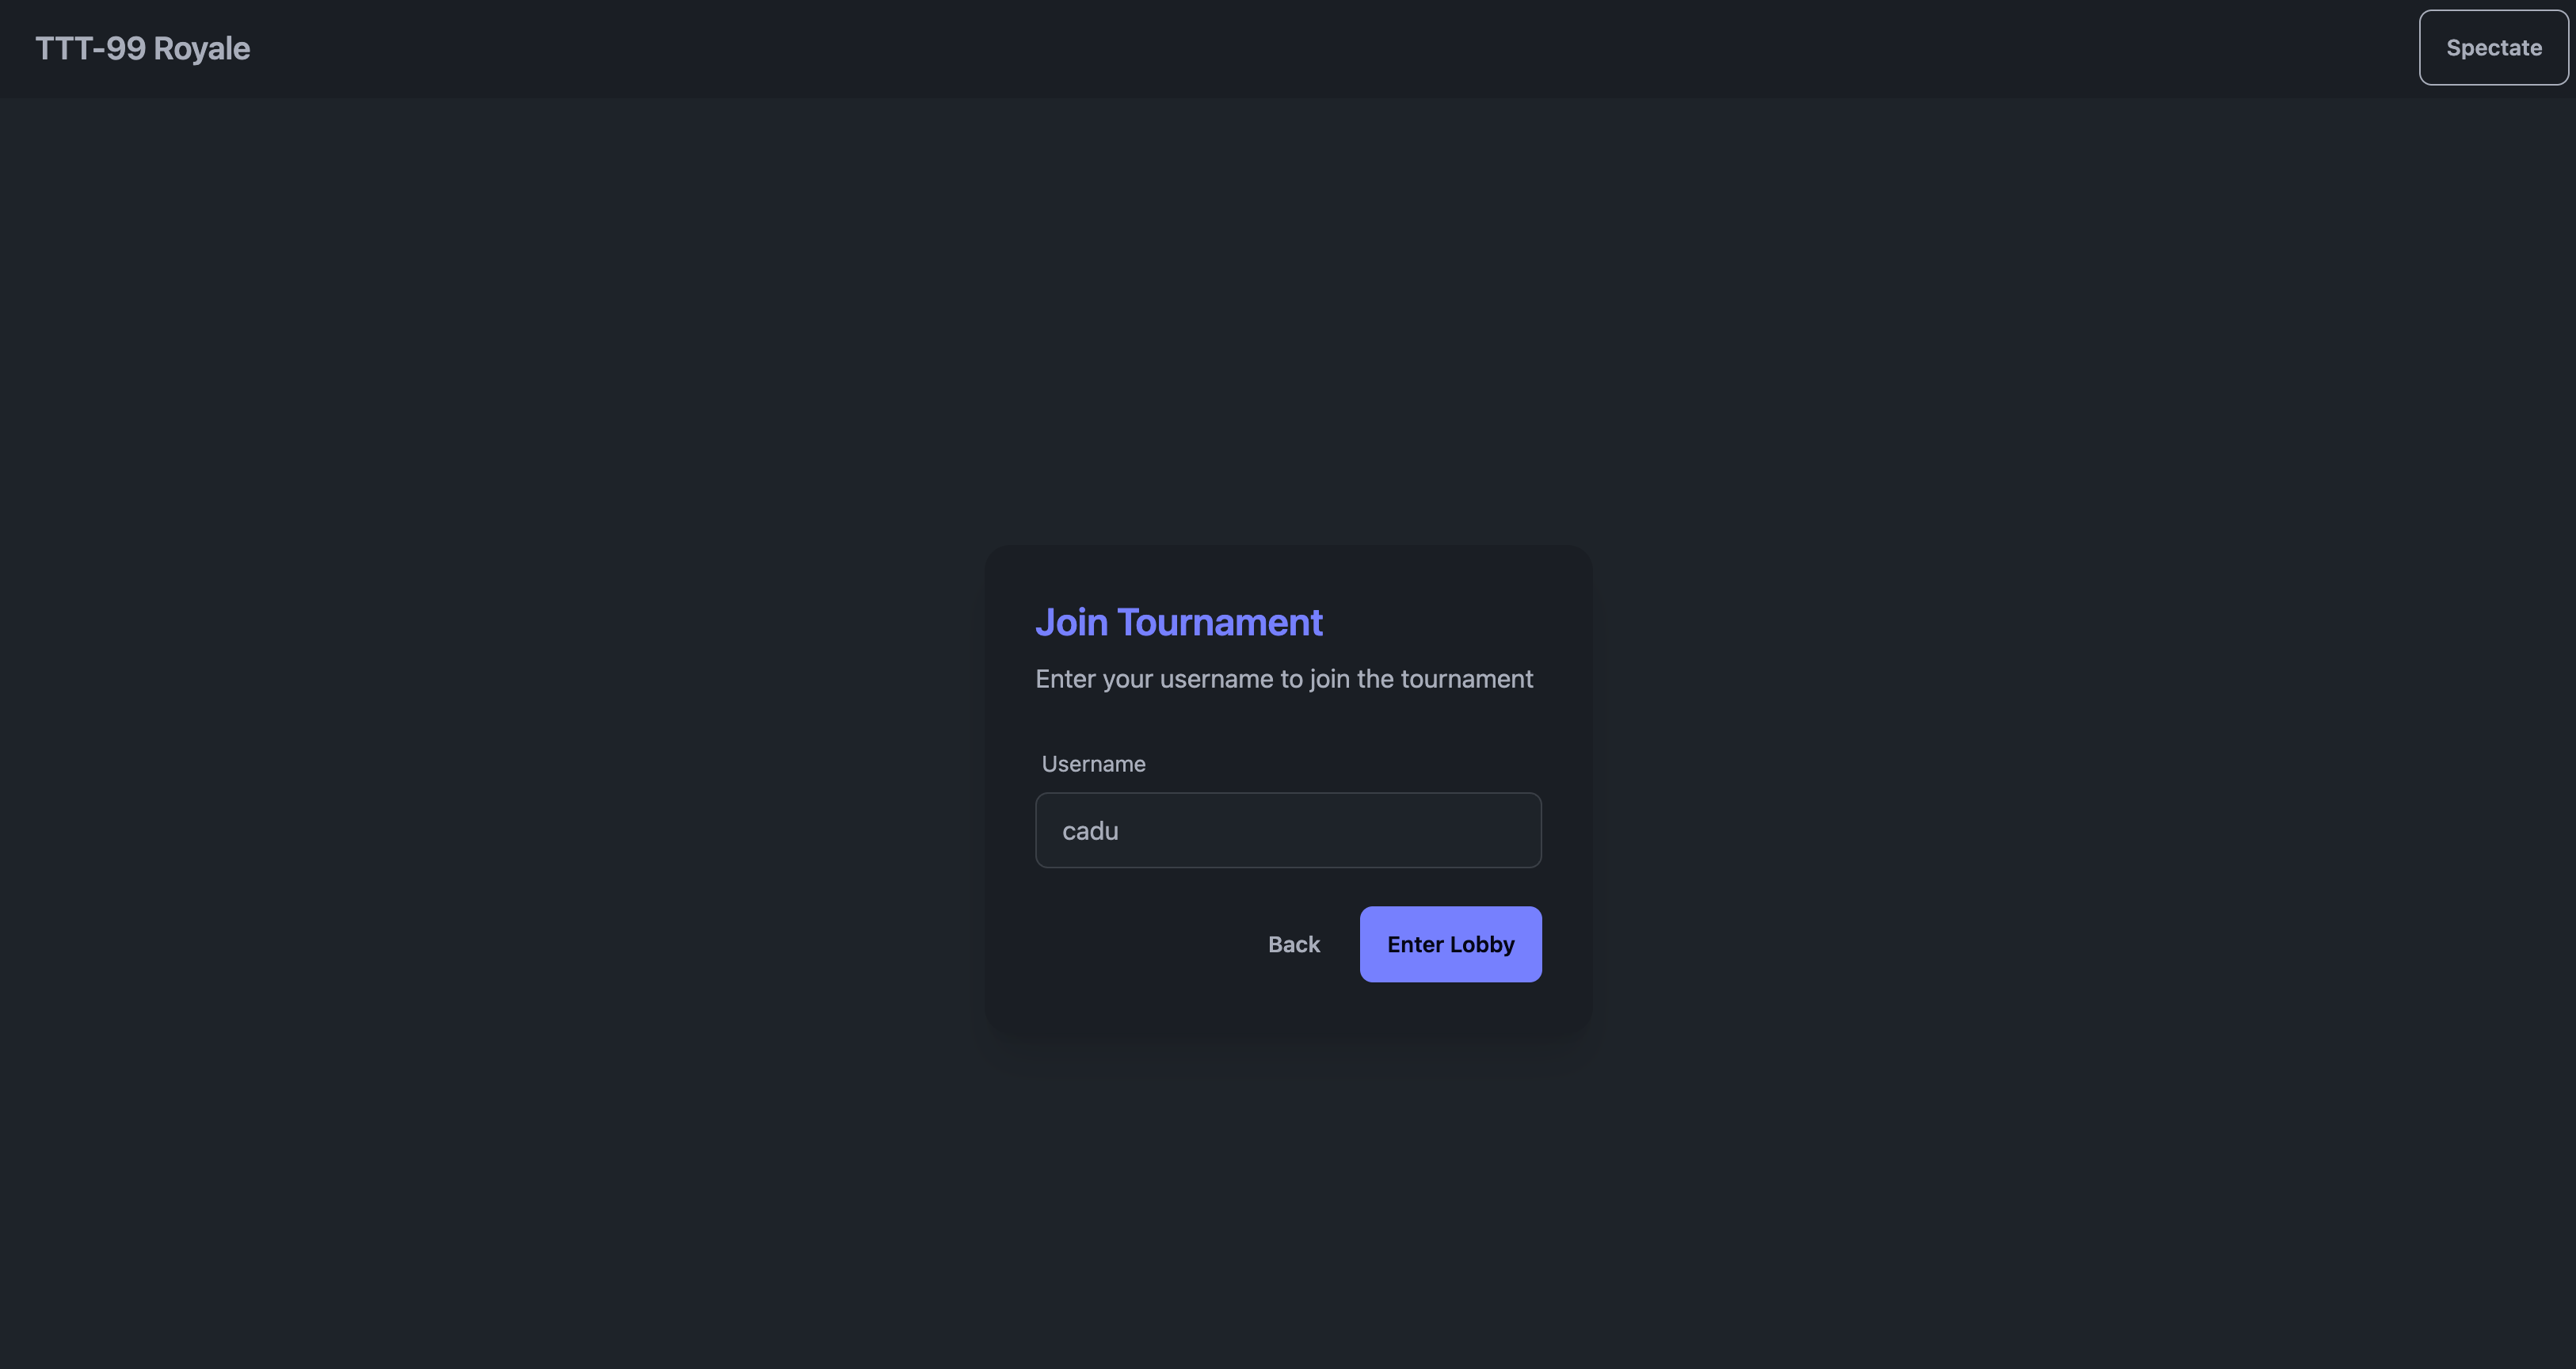 TTT-99 Royale
Spectate
Join Tournament
Enter your username to join the tournament
Username
cadu
Back
Enter Lobby